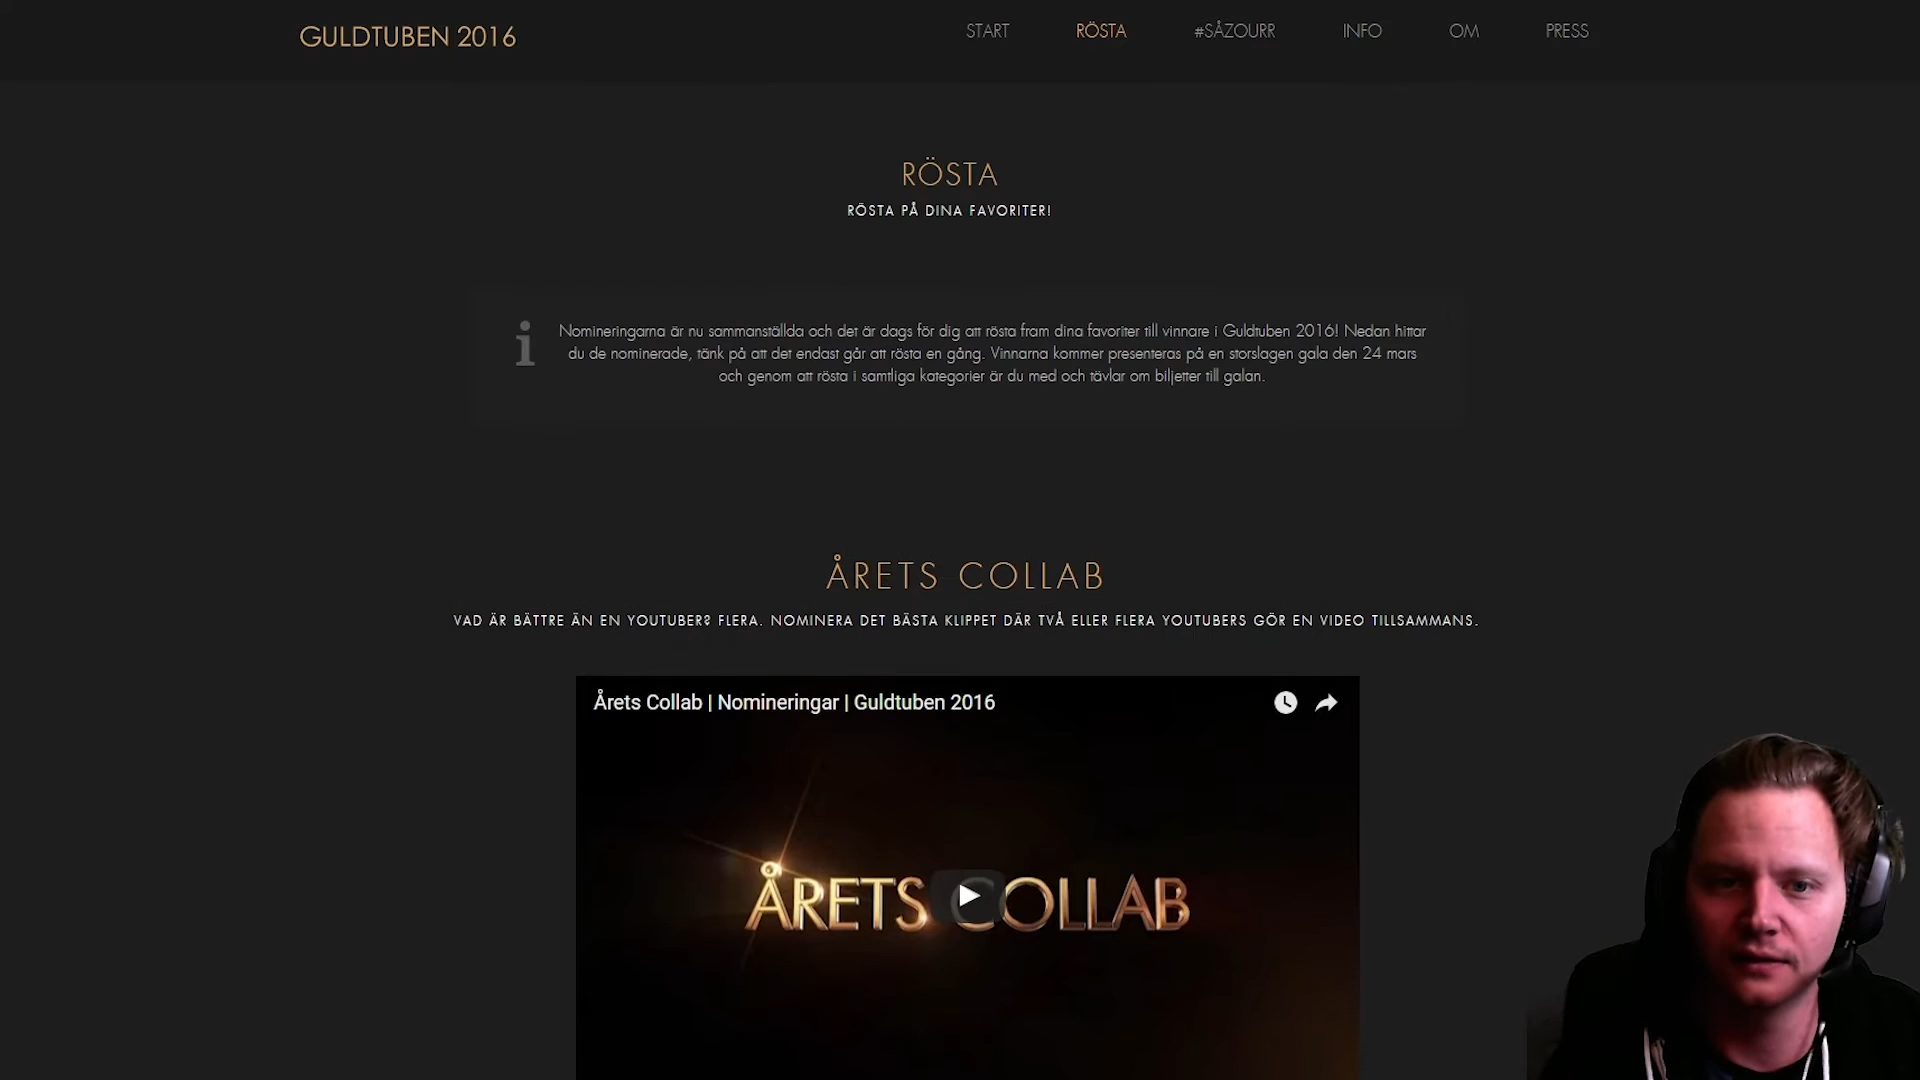 GULDTUBEN 2016
START RÖSTA #SÅZOURR INFO OM PRESS
RÖSTA
RÖSTA PÅ DINA FAVORITER!
Nomineringarna är nu sammanställda och det är dags för dig att rösta fram dina favoriter till vinnare i Guldtuben 2016! Nedan hittar
du de nominerade, tänk på att det endast går att rösta en gång. Vinnarna kommer presenteras på en storslagen gala den 24 mars
och genom att rösta i samtliga kategorier är du med och tävlar om biljetter till galan.
ÅRETS COLLAB
VAD ÄR BÄTTRE ÄN EN YOUTUBER? FLERA. NOMINERA DET BÄSTA KLIPPET DÄR TVÅ ELLER FLERA YOUTUBERS GÖR EN VIDEO TILLSAMMANS.
Årets Collab | Nomineringar | Guldtuben 2016
ÅRETS COLLAB